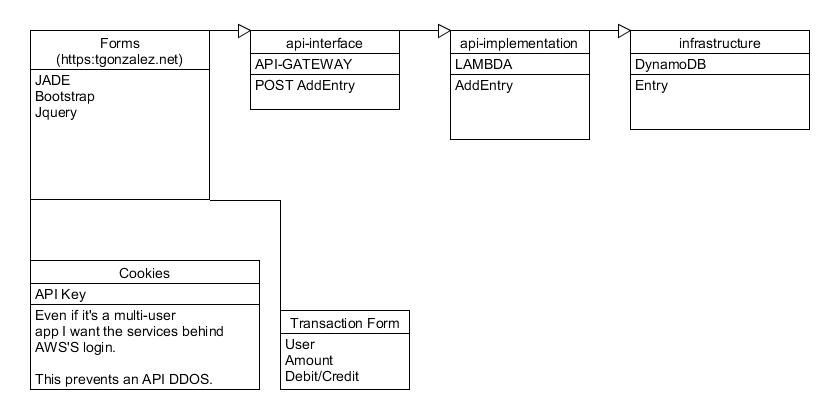 Forms
(https:tgonzalez.net)
JADE
Bootstrap
Jquery
api-interface
API-GATEWAY
POST AddEntry
api-implementation
LAMBDA
AddEntry
infrastructure
DynamoDB
Entry
Cookies
API Key
Even if it's a multi-user
app I want the services behind
AWS'S login.
This prevents an API DDOS.
Transaction Form
User
Amount
Debit/Credit